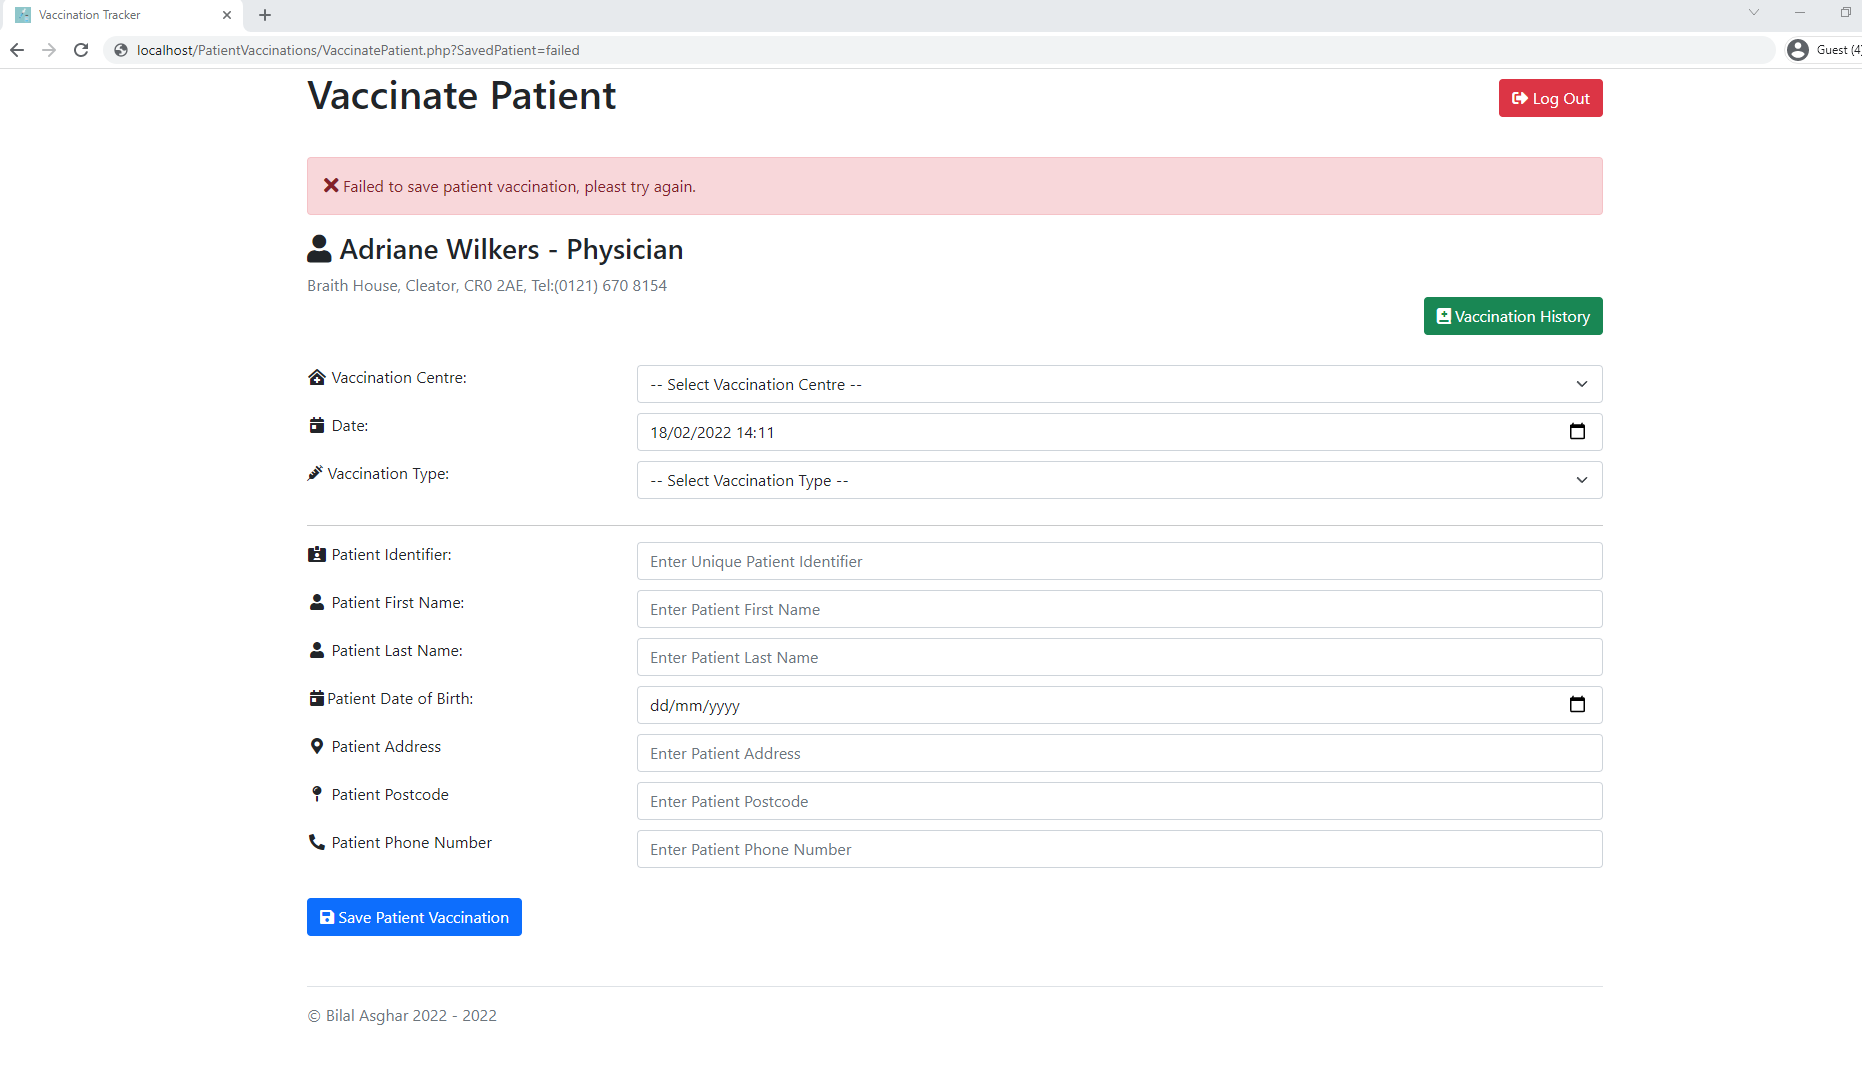 Vaccination Tracker
localhost/PatientVaccinations/VaccinatePatient.php?SavedPatient=failed
Guest (4)
Vaccinate Patient
Log Out
Failed to save patient vaccination, pleast try again.
Adriane Wilkers - Physician
Braith House, Cleator, CR0 2AE, Tel:(0121) 670 8154
Vaccination History
Vaccination Centre:
-- Select Vaccination Centre --
Date:
18/02/2022 14:11
Vaccination Type:
-- Select Vaccination Type --
Patient Identifier:
Enter Unique Patient Identifier
Patient First Name:
Enter Patient First Name
Patient Last Name:
Enter Patient Last Name
Patient Date of Birth:
dd/mm/yyyy
Patient Address
Enter Patient Address
Patient Postcode
Enter Patient Postcode
Patient Phone Number
Enter Patient Phone Number
Save Patient Vaccination
© Bilal Asghar 2022 - 2022